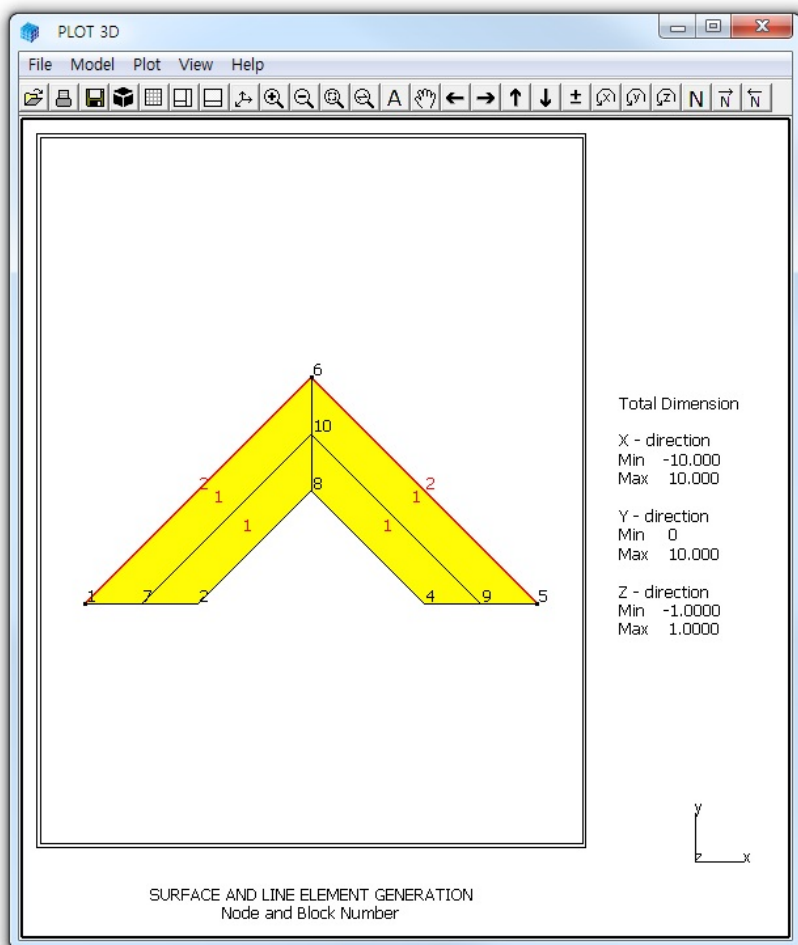 PLOT 3D
File Model Plot View Help
A ± x y z N N N
6
10
2 2
1 1
8
1 1
1 7 2 4 9 5
Total Dimension
X - direction
Min -10.000
Max 10.000
Y - direction
Min 0
Max 10.000
Z - direction
Min -1.0000
Max 1.0000
y
z x
SURFACE AND LINE ELEMENT GENERATION
Node and Block Number